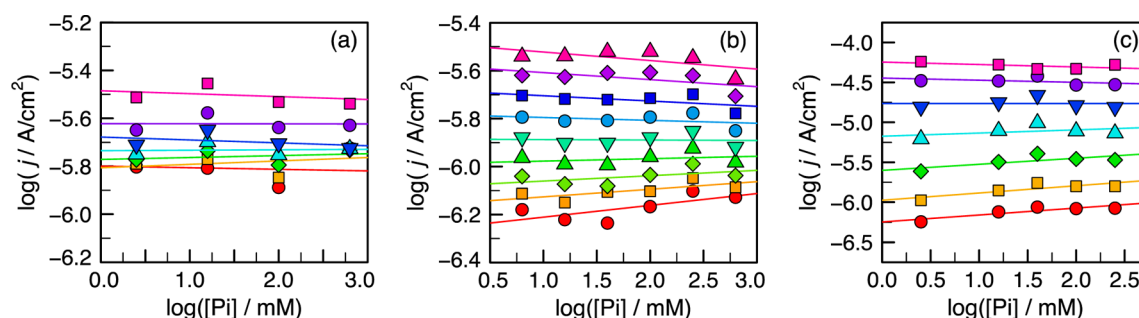 (a)
log(j / A/cm²)
−5.2
−5.4
−5.6
−5.8
−6.0
−6.2
0.0 1.0 2.0 3.0
log([Pi] / mM)
(b)
log(j / A/cm²)
−5.4
−5.6
−5.8
−6.0
−6.2
−6.4
0.5 1.0 1.5 2.0 2.5 3.0
log([Pi] / mM)
(c)
log(j / A/cm²)
−4.0
−4.5
−5.0
−5.5
−6.0
−6.5
0.0 0.5 1.0 1.5 2.0 2.5
log([Pi] / mM)